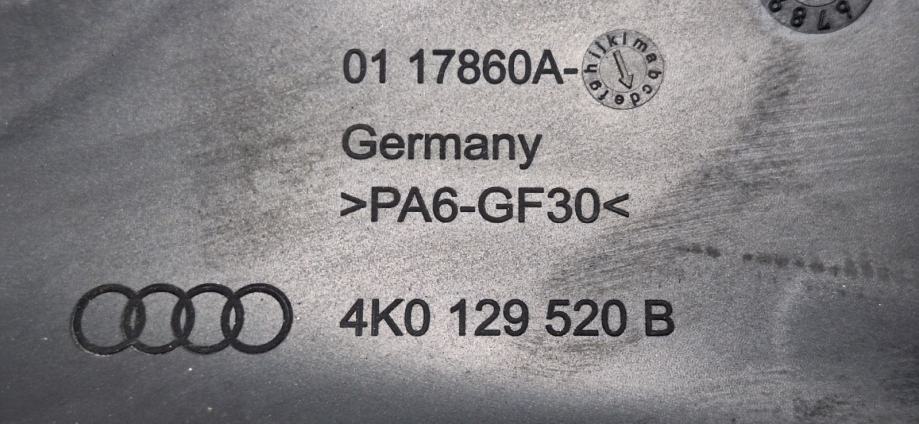 01 17860A-
Germany
>PA6-GF30<
4K0 129 520 B